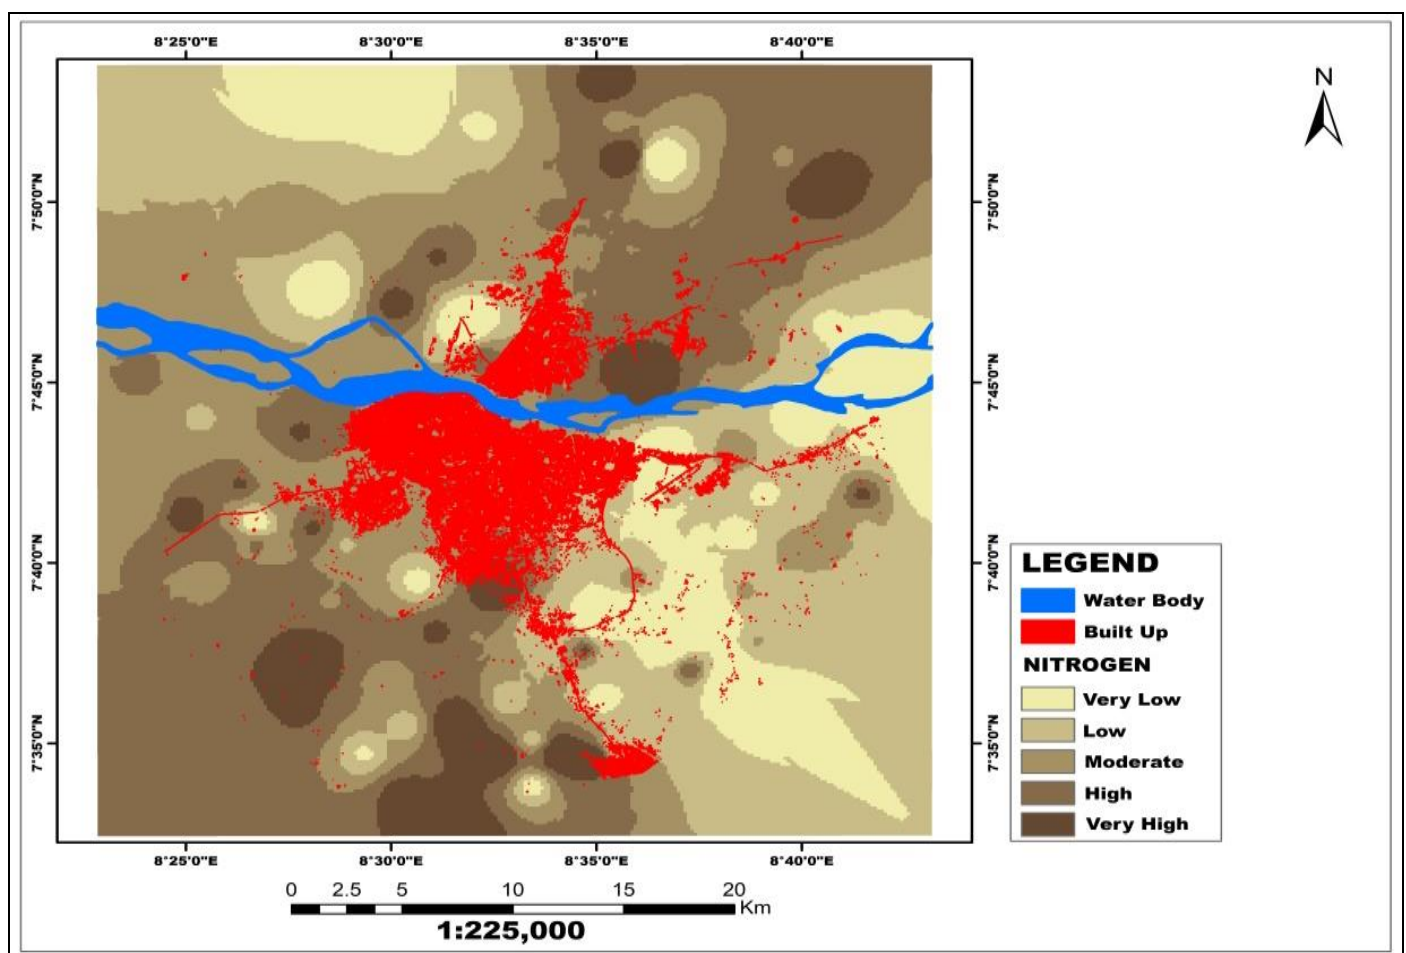 8°25'0"E 8°30'0"E 8°35'0"E 8°40'0"E
N
7°50'0"N 7°50'0"N
7°45'0"N 7°45'0"N
7°40'0"N 7°40'0"N
7°35'0"N 7°35'0"N
8°25'0"E 8°30'0"E 8°35'0"E 8°40'0"E
LEGEND
Water Body
Built Up
NITROGEN
Very Low
Low
Moderate
High
Very High
0 2.5 5 10 15 20
Km
1:225,000